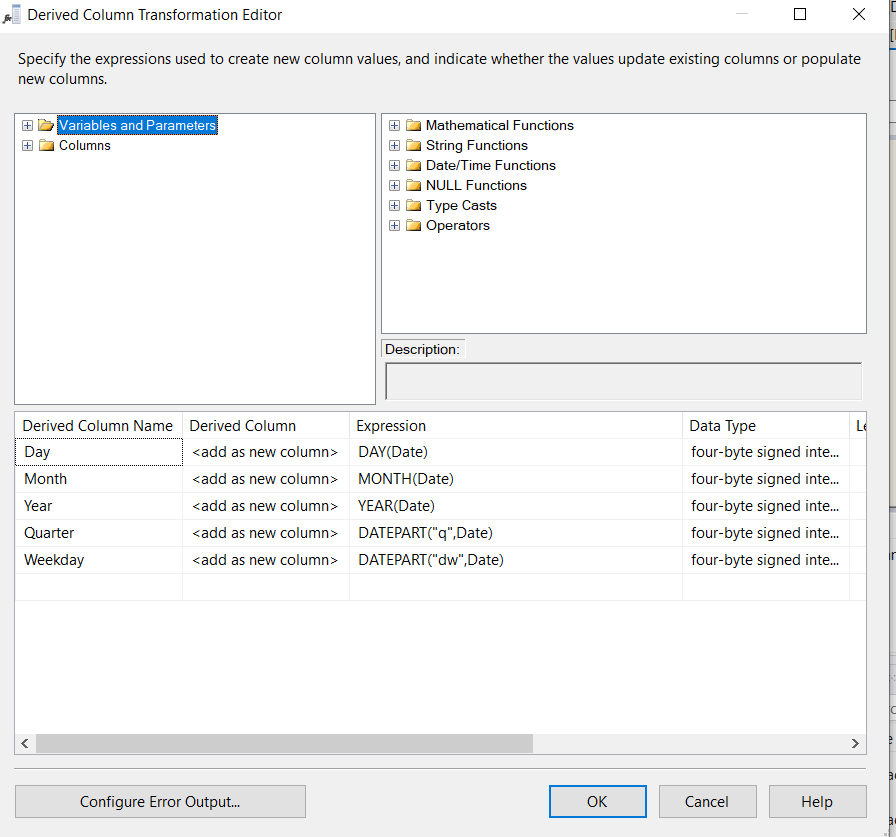 Derived Column Transformation Editor
Specify the expressions used to create new column values, and indicate whether the values update existing columns or populate
new columns.
Variables and Parameters
Columns
Mathematical Functions
String Functions
Date/Time Functions
NULL Functions
Type Casts
Operators
Description:
Derived Column Name Derived Column Expression Data Type Le
Day <add as new column> DAY(Date) four-byte signed inte...
Month <add as new column> MONTH(Date) four-byte signed inte...
Year <add as new column> YEAR(Date) four-byte signed inte...
Quarter <add as new column> DATEPART("q",Date) four-byte signed inte...
Weekday <add as new column> DATEPART("dw",Date) four-byte signed inte...
Configure Error Output... OK Cancel Help